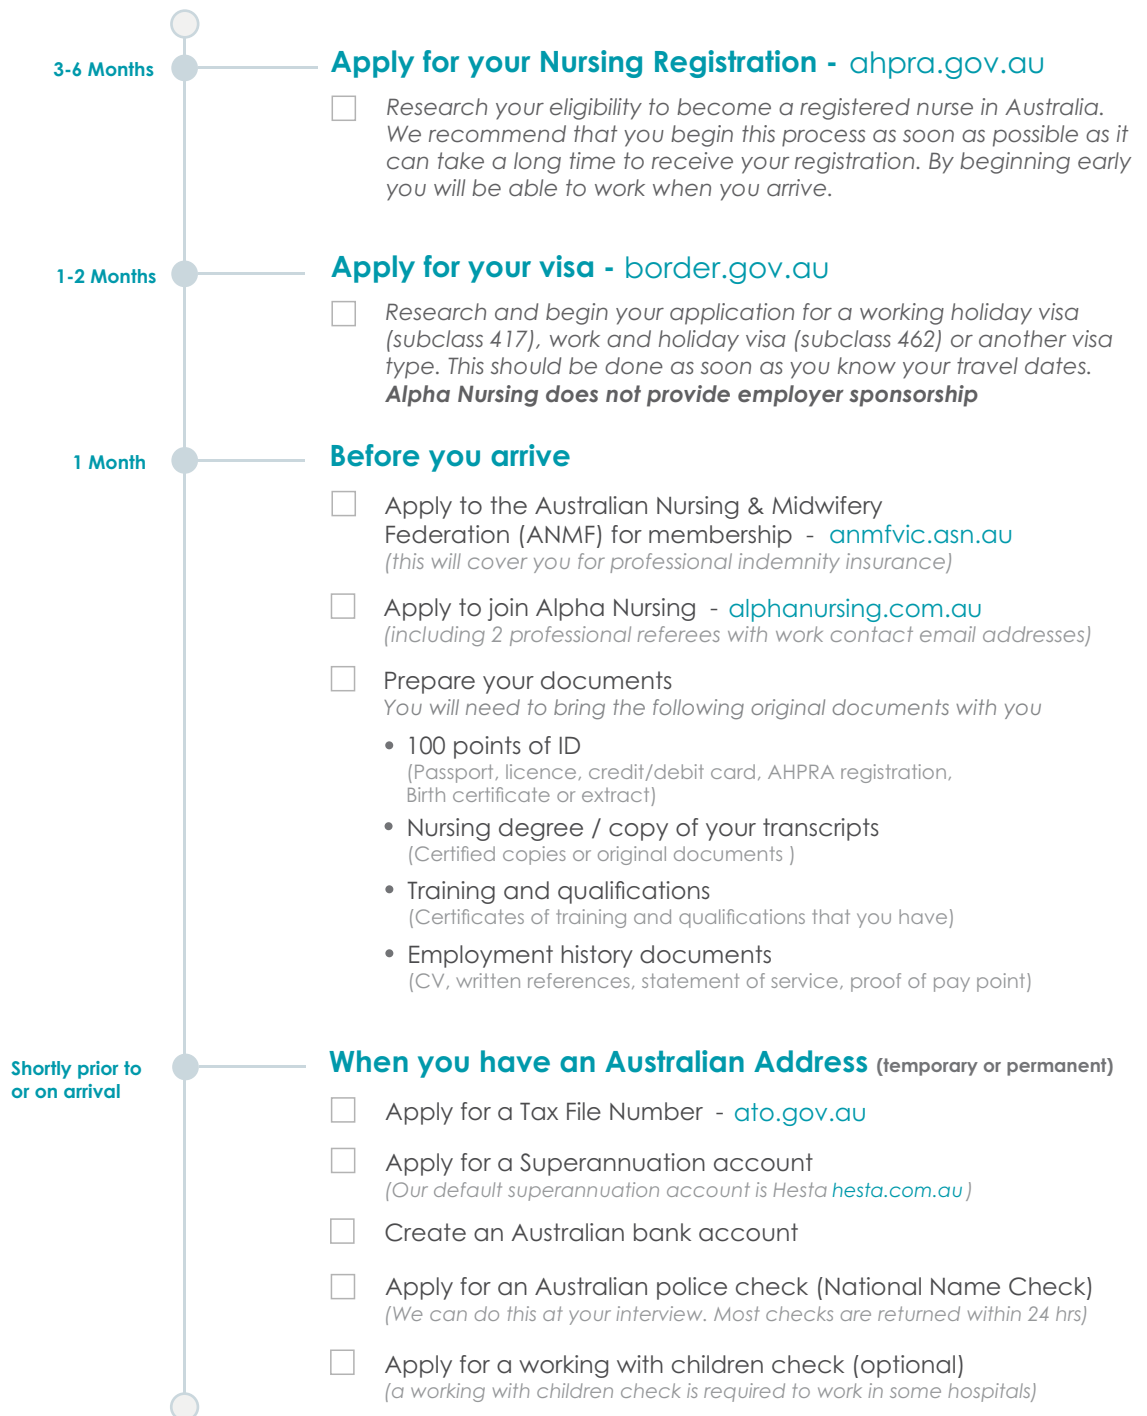 3-6 Months
Apply for your Nursing Registration - ahpra.gov.au
Research your eligibility to become a registered nurse in Australia.
We recommend that you begin this process as soon as possible as it
can take a long time to receive your registration. By beginning early
you will be able to work when you arrive.
1-2 Months
Apply for your visa - border.gov.au
Research and begin your application for a working holiday visa
(subclass 417), work and holiday visa (subclass 462) or another visa
type. This should be done as soon as you know your travel dates.
Alpha Nursing does not provide employer sponsorship
1 Month
Before you arrive
Apply to the Australian Nursing & Midwifery
Federation (ANMF) for membership - anmfvic.asn.au
(this will cover you for professional indemnity insurance)
Apply to join Alpha Nursing - alphanursing.com.au
(including 2 professional referees with work contact email addresses)
Prepare your documents
You will need to bring the following original documents with you
• 100 points of ID
(Passport, licence, credit/debit card, AHPRA registration,
Birth certificate or extract)
• Nursing degree / copy of your transcripts
(Certified copies or original documents )
• Training and qualifications
(Certificates of training and qualifications that you have)
• Employment history documents
(CV, written references, statement of service, proof of pay point)
Shortly prior to
or on arrival
When you have an Australian Address (temporary or permanent)
Apply for a Tax File Number - ato.gov.au
Apply for a Superannuation account
(Our default superannuation account is Hesta hesta.com.au)
Create an Australian bank account
Apply for an Australian police check (National Name Check)
(We can do this at your interview. Most checks are returned within 24 hrs)
Apply for a working with children check (optional)
(a working with children check is required to work in some hospitals)